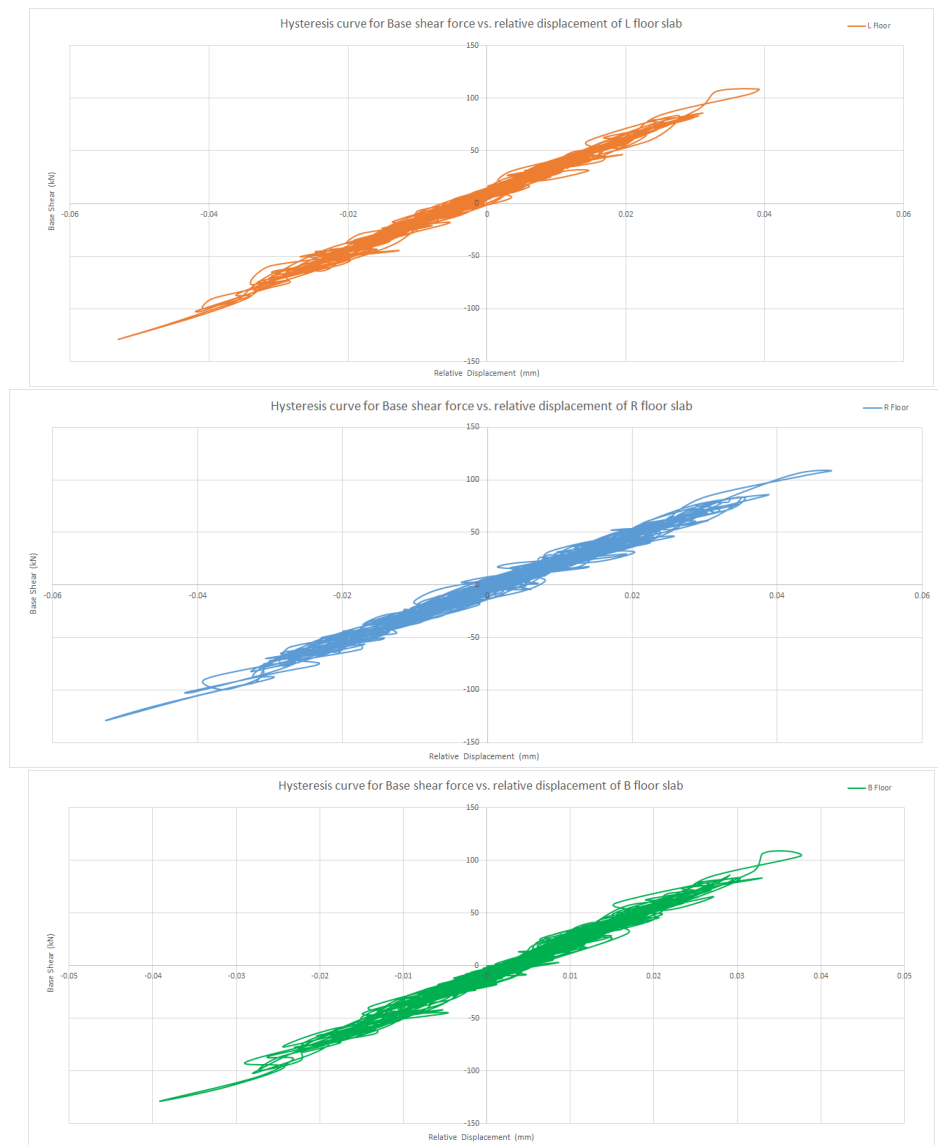 Hysteresis curve for Base shear force vs. relative displacement of L floor slab
L Floor
150
100
50
0
-0.06 -0.04 -0.02 0 0.02 0.04 0.06
-50
-100
-150
Base Shear (kN)
Relative Displacement (mm)
Hysteresis curve for Base shear force vs. relative displacement of R floor slab
R Floor
150
100
50
0
-0.06 -0.04 -0.02 0 0.02 0.04 0.06
-50
-100
-150
Base Shear (kN)
Relative Displacement (mm)
Hysteresis curve for Base shear force vs. relative displacement of B floor slab
B Floor
150
100
50
0
-0.05 -0.04 -0.03 -0.02 -0.01 0 0.01 0.02 0.03 0.04 0.05
-50
-100
-150
Base Shear (kN)
Relative Displacement (mm)